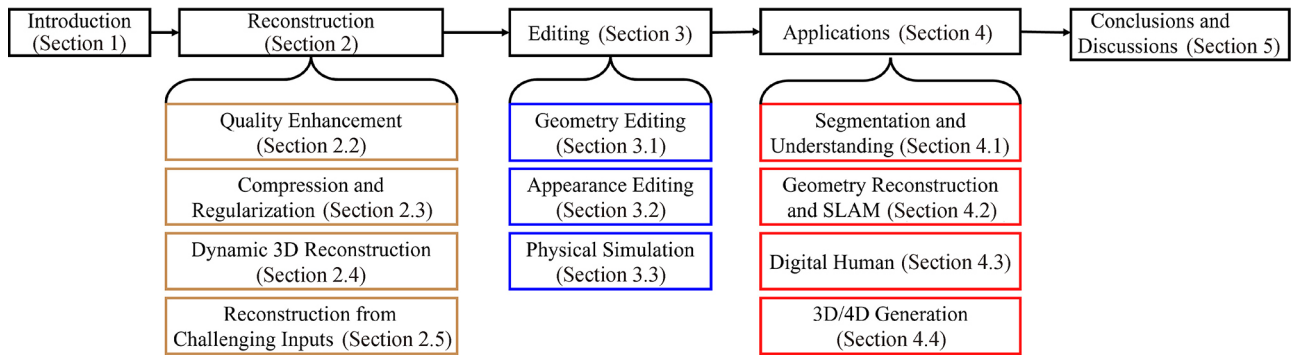 Introduction
(Section 1)
Reconstruction
(Section 2)
Editing (Section 3)
Applications (Section 4)
Conclusions and
Discussions (Section 5)
Quality Enhancement
(Section 2.2)
Compression and
Regularization (Section 2.3)
Dynamic 3D Reconstruction
(Section 2.4)
Reconstruction from
Challenging Inputs (Section 2.5)
Geometry Editing
(Section 3.1)
Appearance Editing
(Section 3.2)
Physical Simulation
(Section 3.3)
Segmentation and
Understanding (Section 4.1)
Geometry Reconstruction
and SLAM (Section 4.2)
Digital Human (Section 4.3)
3D/4D Generation
(Section 4.4)